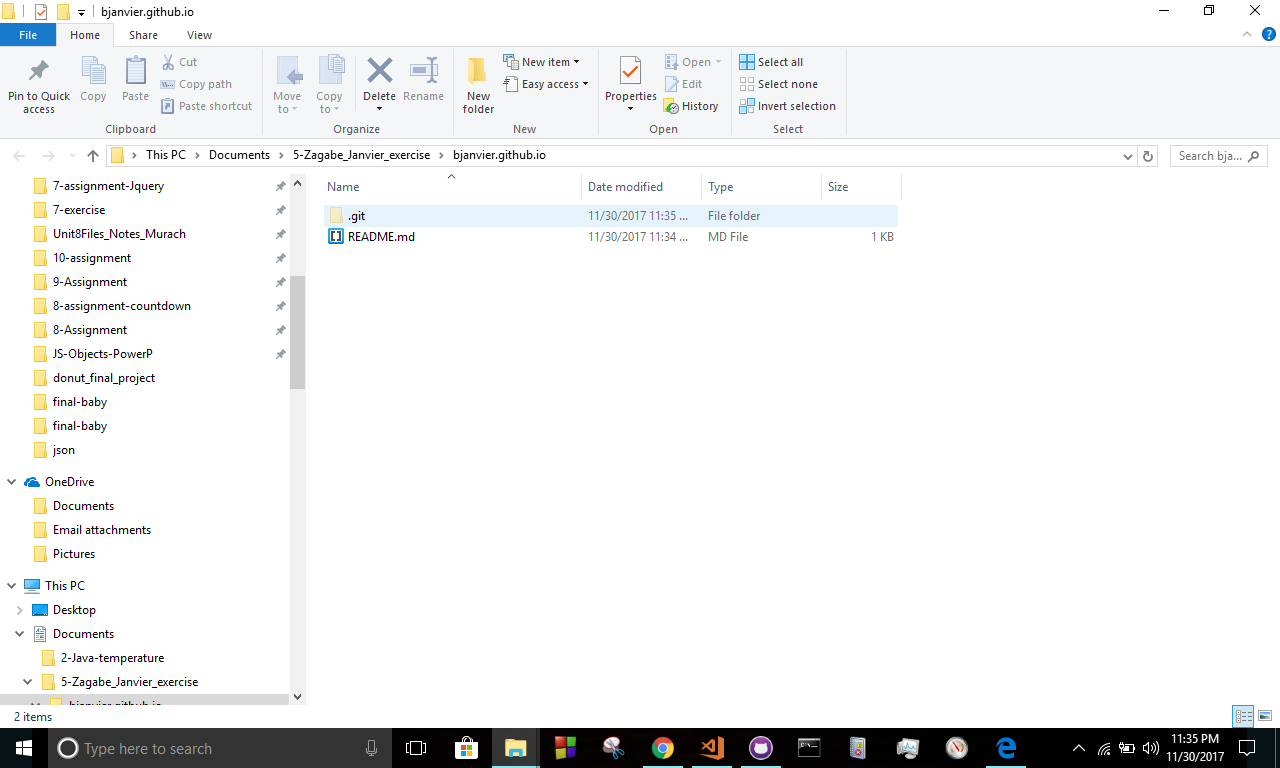 bjanvier.github.io
File Home Share View
Pin to Quick access
Copy
Paste
Cut
Copy path
Paste shortcut
Clipboard
Move to
Copy to
Delete
Rename
Organize
New folder
New item
Easy access
New
Properties
Open
Edit
History
Open
Select all
Select none
Invert selection
Select
This PC > Documents > 5-Zagabe_Janvier_exercise > bjanvier.github.io
Search bja...
7-assignment-Jquery
7-exercise
Unit8Files_Notes_Murach
10-assignment
9-Assignment
8-assignment-countdown
8-Assignment
JS-Objects-PowerP
donut_final_project
final-baby
final-baby
json
OneDrive
Documents
Email attachments
Pictures
This PC
Desktop
Documents
2-Java-temperature
5-Zagabe_Janvier_exercise
bjanvier.github.io
Name Date modified Type Size
.git 11/30/2017 11:35 ... File folder
README.md 11/30/2017 11:34 ... MD File 1 KB
2 items
Type here to search
11:35 PM
11/30/2017